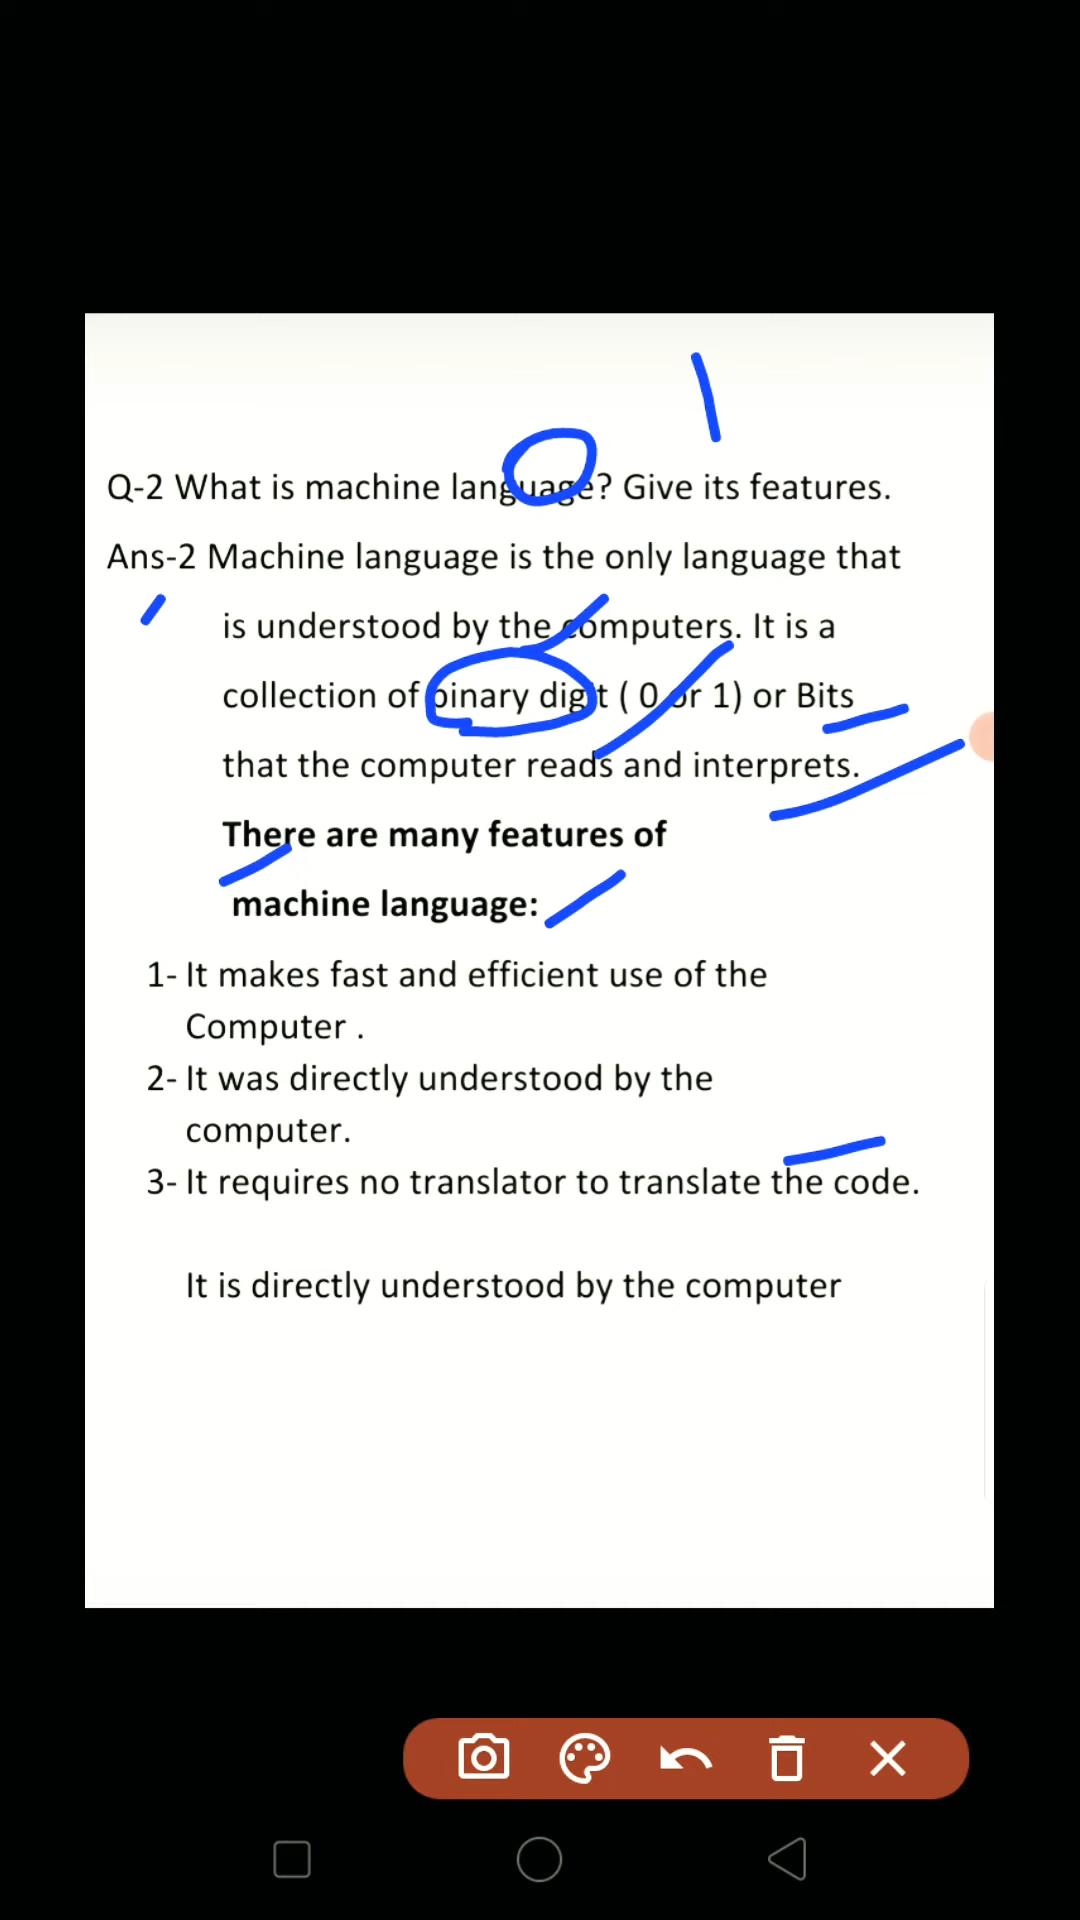 Q-2 What is machine language? Give its features.
Ans-2 Machine language is the only language that
is understood by the computers. It is a
collection of binary digit ( 0 or 1) or Bits
that the computer reads and interprets.
There are many features of
machine language:
1- It makes fast and efficient use of the
Computer .
2- It was directly understood by the
computer.
3- It requires no translator to translate the code.
It is directly understood by the computer